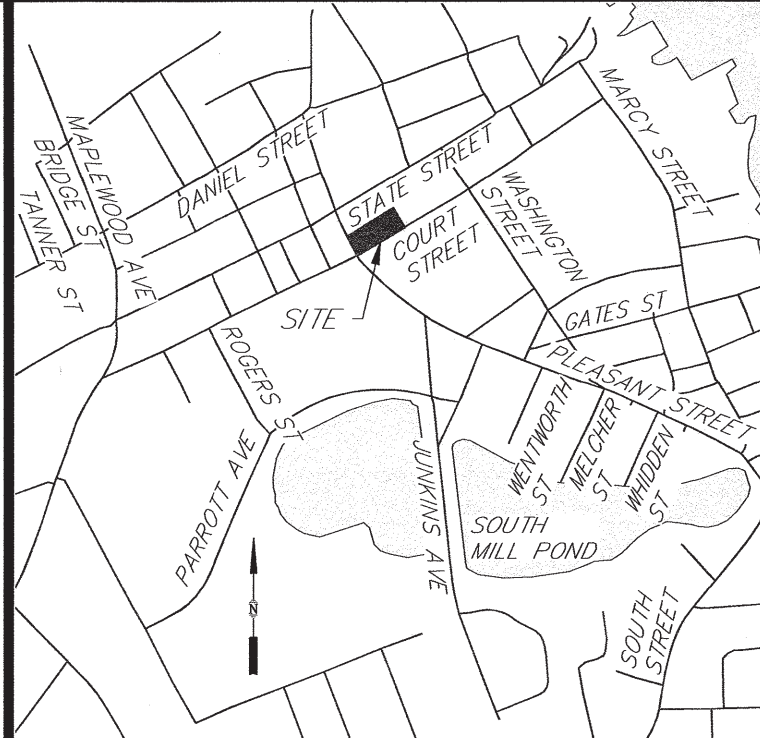 MARCY STREET
MAPLEWOOD AVE
BRIDGE ST
TANNER ST
DANIEL STREET
STATE STREET
WASHINGTON
STREET
COURT
STREET
SITE
GATES ST
ROGERS ST
PLEASANT STREET
WENTWORTH
ST
MELCHER
ST
WHIDDEN
ST
PARROTT AVE
JUNKINS AVE
SOUTH
MILL POND
N
SOUTH
STREET